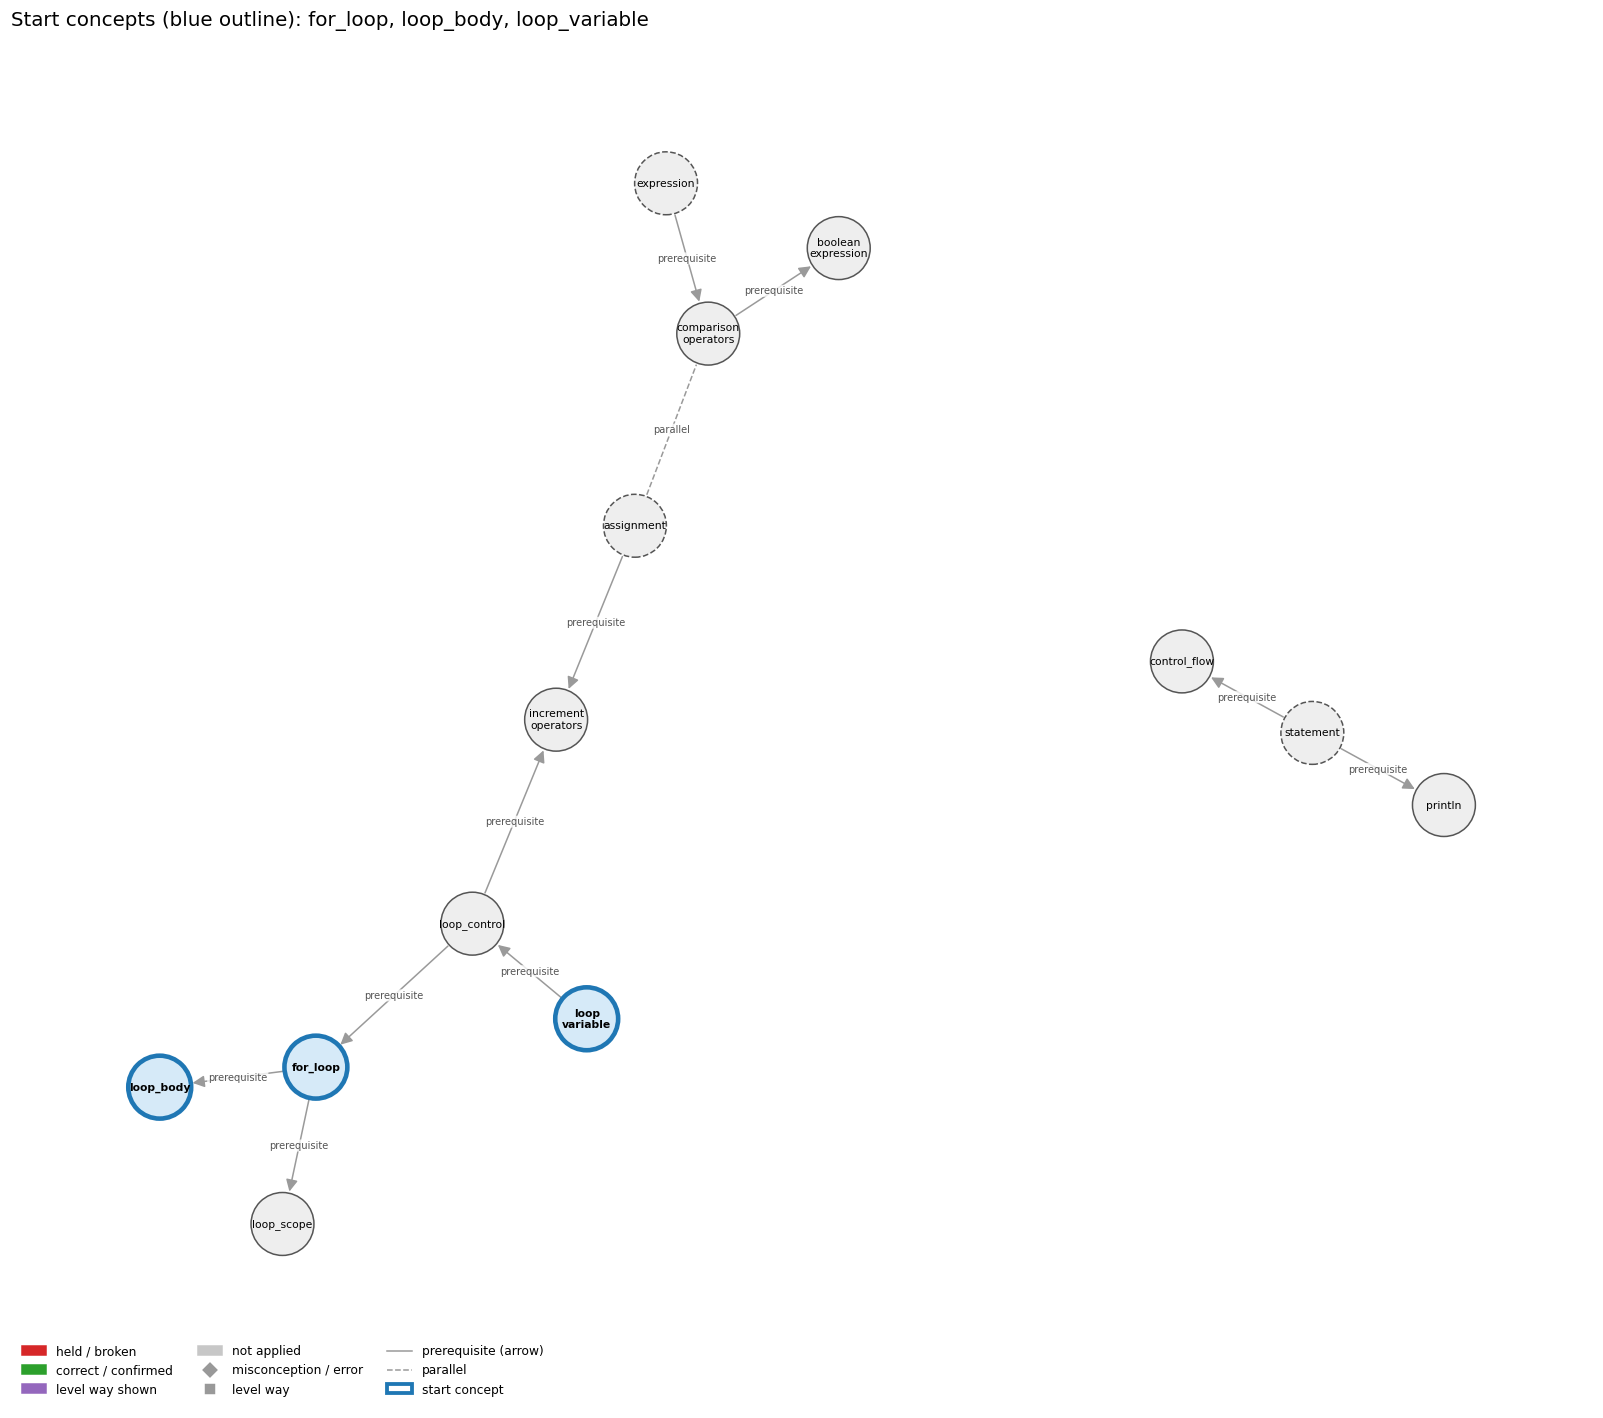 Start concepts (blue outline): for_loop, loop_body, loop_variable
expression
boolean
expression
prerequisite
prerequisite
comparison
operators
parallel
assignment
prerequisite
control_flow
prerequisite
increment
operators
statement
prerequisite
println
prerequisite
loop_control
prerequisite
prerequisite
loop
variable
for_loop
prerequisite
loop_body
prerequisite
loop_scope
held / broken
correct / confirmed
level way shown
not applied
misconception / error
level way
prerequisite (arrow)
parallel
start concept